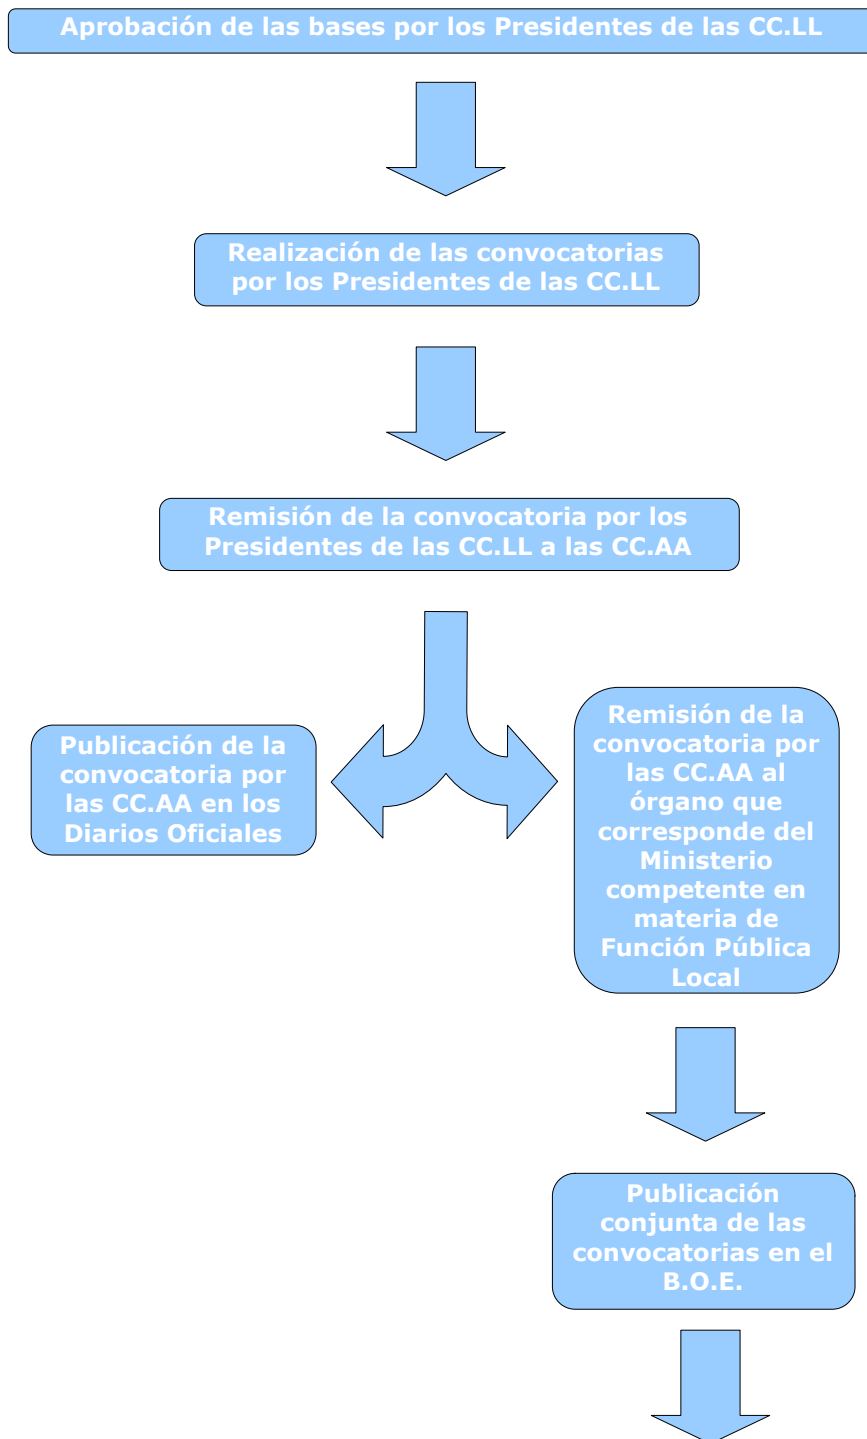 Aprobación de las bases por los Presidentes de las CC.LL
Realización de las convocatorias
por los Presidentes de las CC.LL
Remisión de la convocatoria por los
Presidentes de las CC.LL a las CC.AA
Publicación de la
convocatoria por
las CC.AA en los
Diarios Oficiales
Remisión de la
convocatoria por
las CC.AA al
órgano que
corresponde del
Ministerio
competente en
materia de
Función Pública
Local
Publicación
conjunta de las
convocatorias en el
B.O.E.